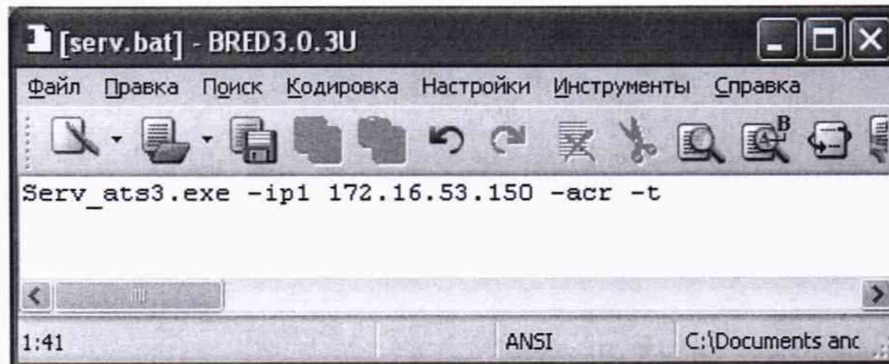 [serv.bat] - BRED3.0.3U
Файл Правка Поиск Кодировка Настройки Инструменты Справка
B
Serv_ats3.exe -ip1 172.16.53.150 -acr -t
1:41 ANSI C:\Documents anc